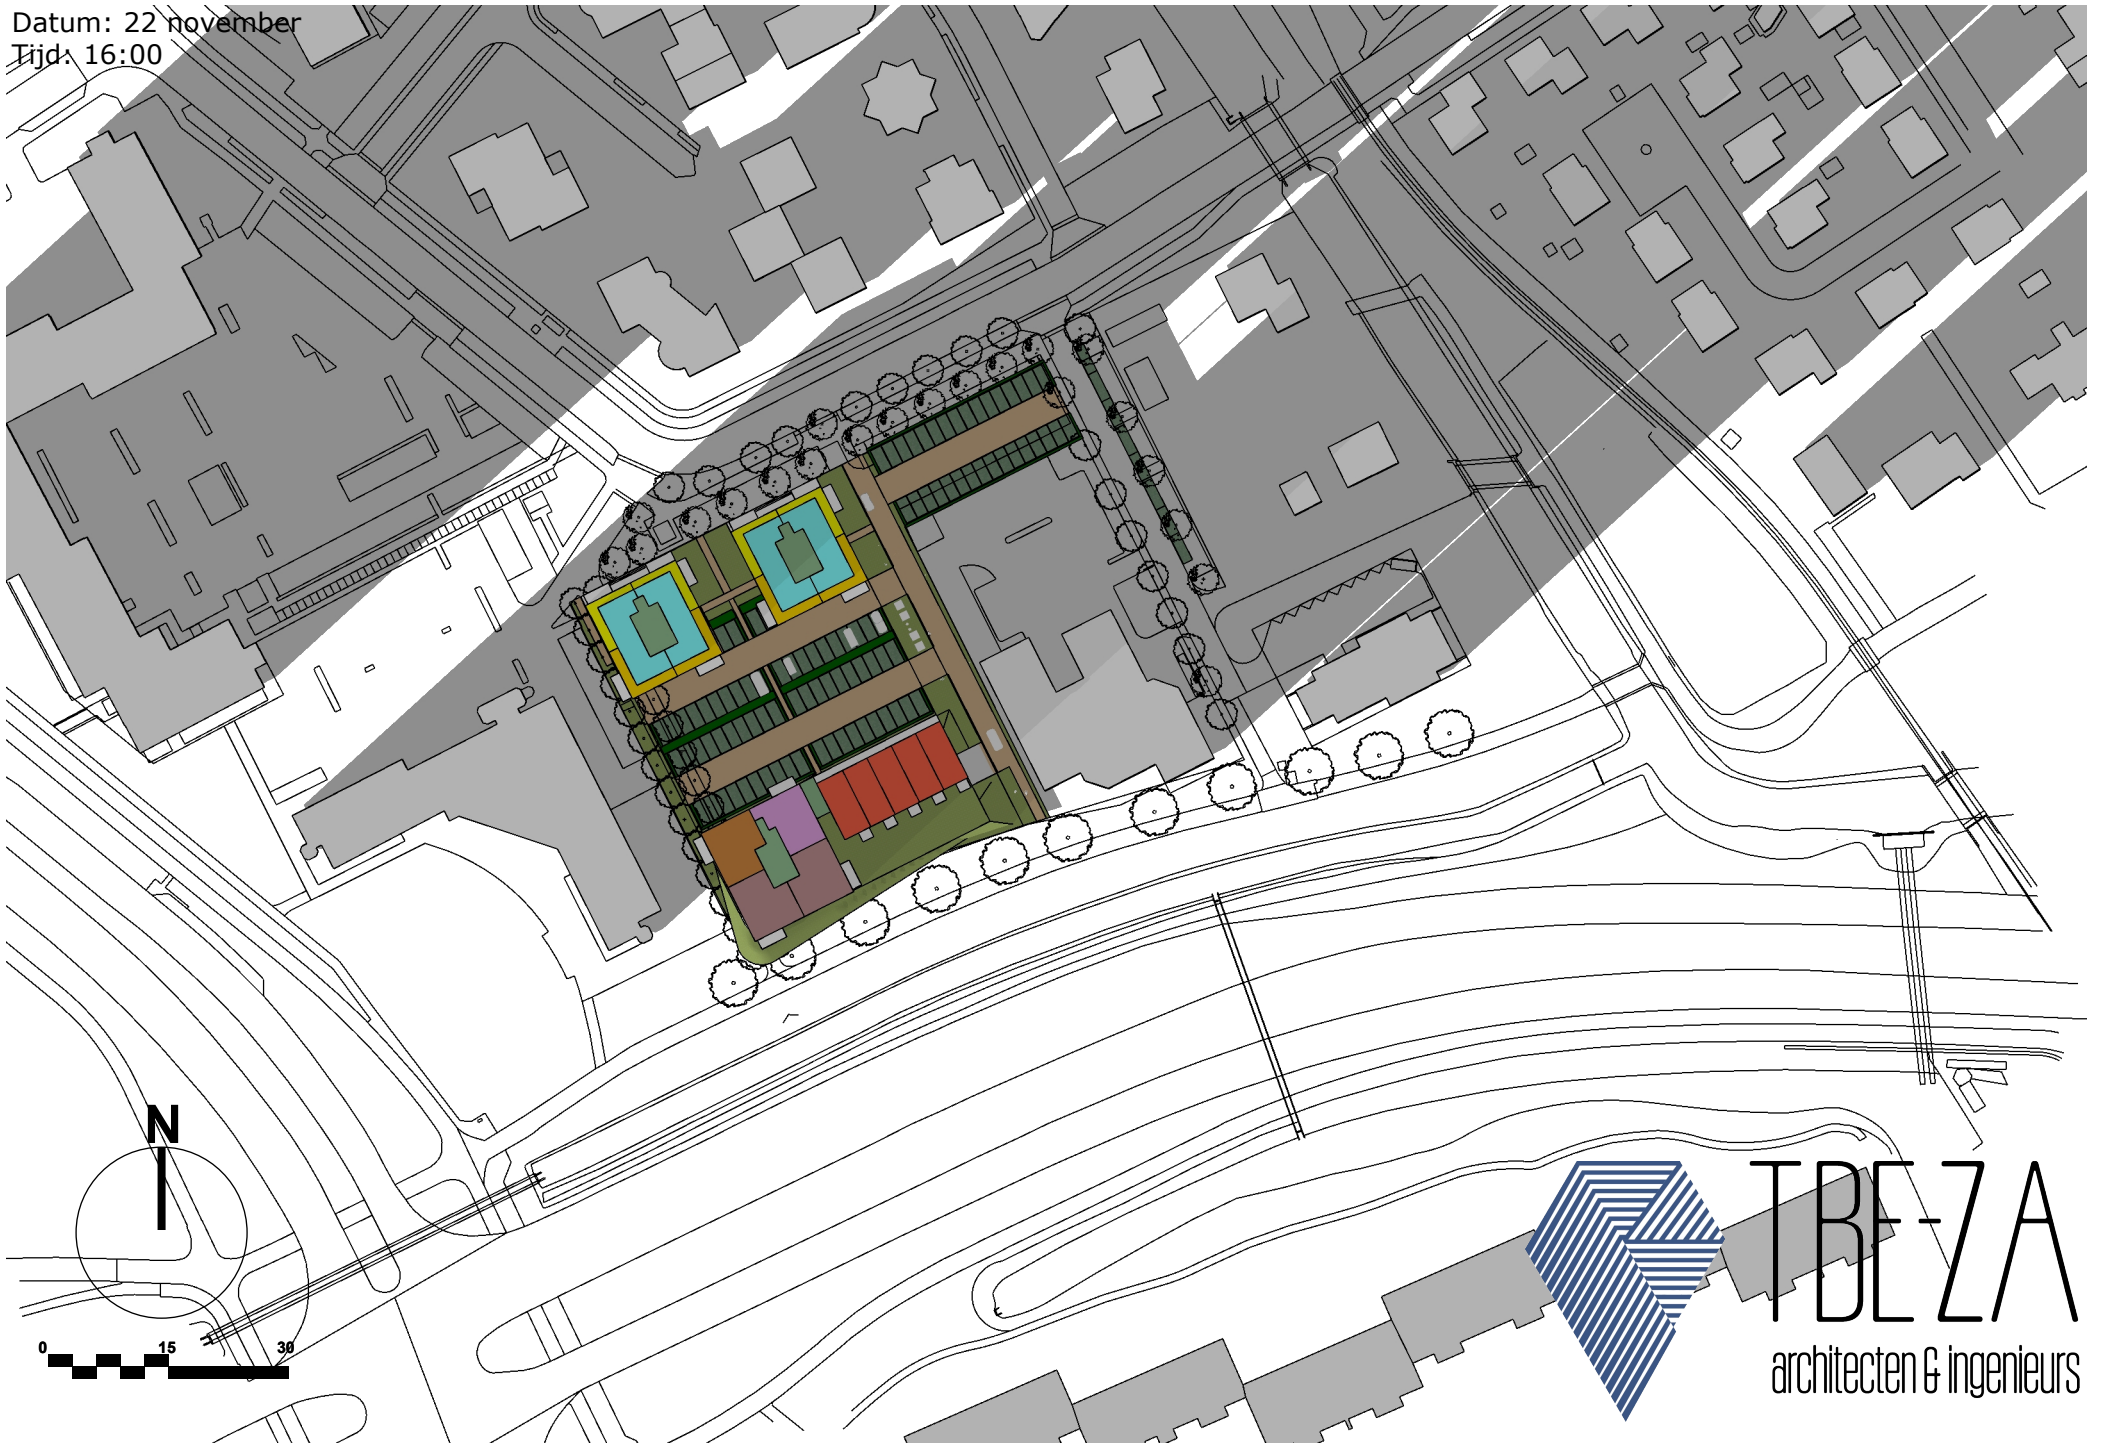 Datum: 22 november
Tijd: 16:00
N
0 15 30
TBE-ZA
architecten & ingenieurs